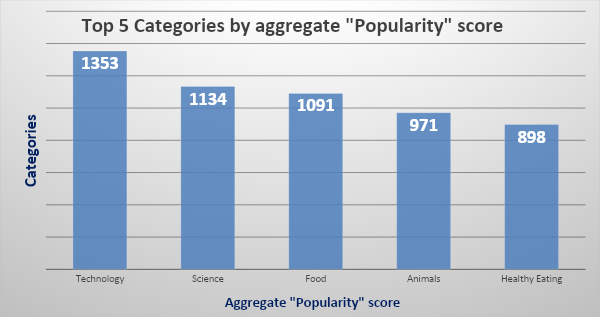 Top 5 Categories by aggregate "Popularity" score
1353
1134
1091
971
898
Categories
Technology
Science
Food
Animals
Healthy Eating
Aggregate "Popularity" score